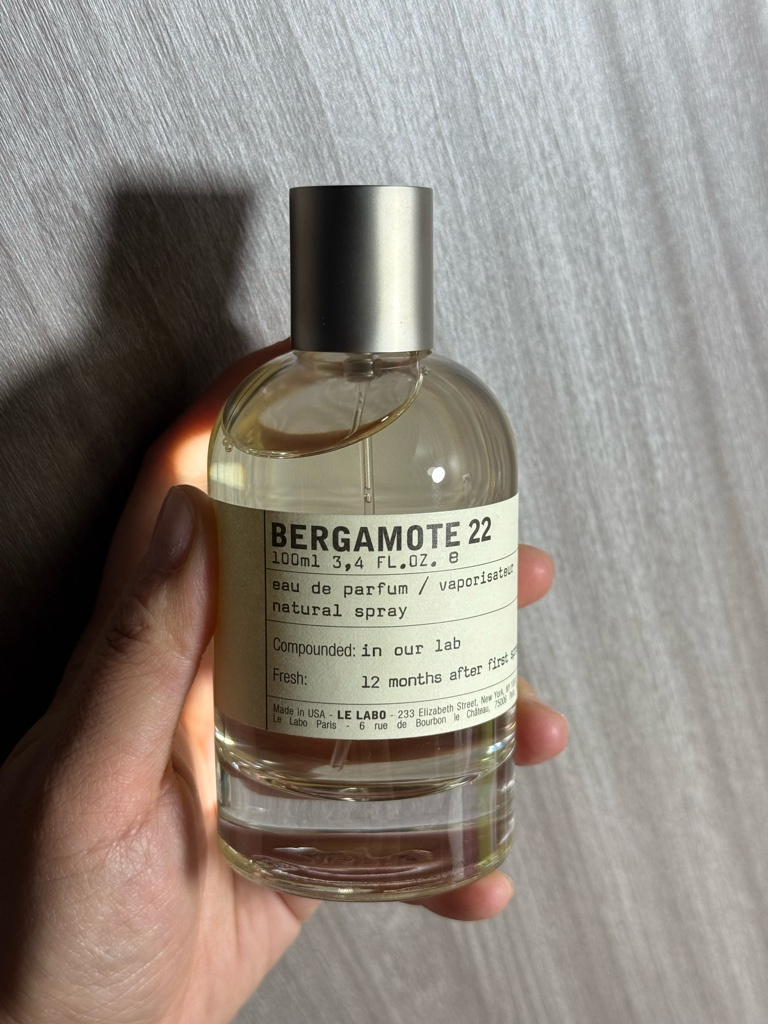 BERGAMOTE 22
100ml 3,4 FL.OZ. e
eau de parfum / vaporisateur
natural spray
Compounded: in our lab
Fresh: 12 months after first
Made in USA - LE LABO - 233 Elizabeth Street, New York, NY
Le Labo Paris - 6 rue de Bourbon le Château, 75006